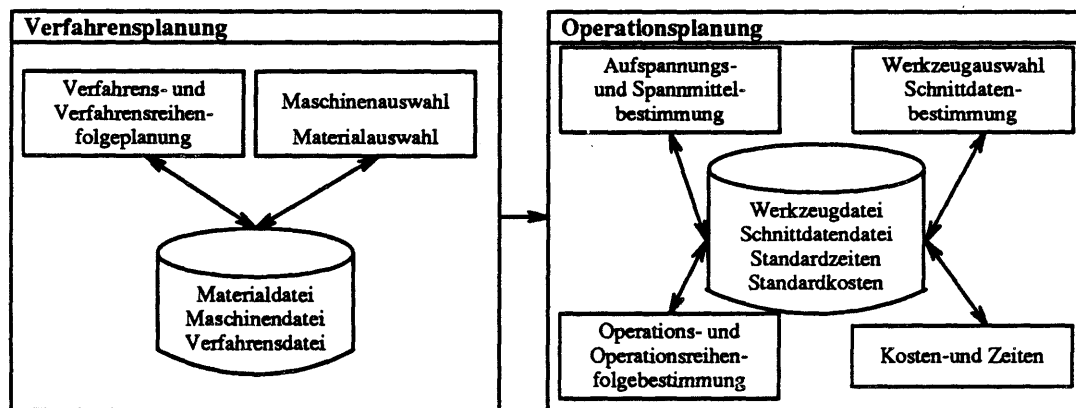 Verfahrensplanung
Verfahrens- und
Verfahrensreihen-
folgeplanung
Maschinenauswahl
Materialauswahl
Materialdatei
Maschinendatei
Verfahrensdatei
Operationsplanung
Aufspannungs-
und Spannmittel-
bestimmung
Werkzeugauswahl
Schnittdaten-
bestimmung
Werkzeugdatei
Schnittdatendatei
Standardzeiten
Standardkosten
Operations- und
Operationsreihen-
folgebestimmung
Kosten-und Zeiten